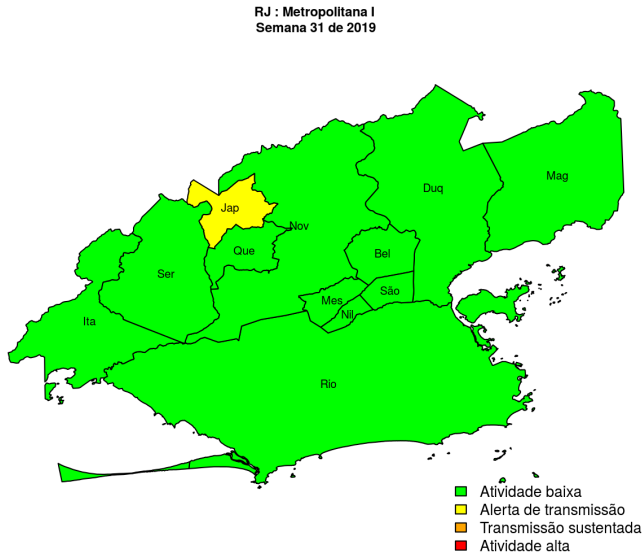 RJ : Metropolitana I
Semana 31 de 2019
Mag
Duq
Jap
Nov
Que
Bel
Ser
São
Mes
Nil
Ita
Rio
Atividade baixa
Alerta de transmissão
Transmissão sustentada
Atividade alta